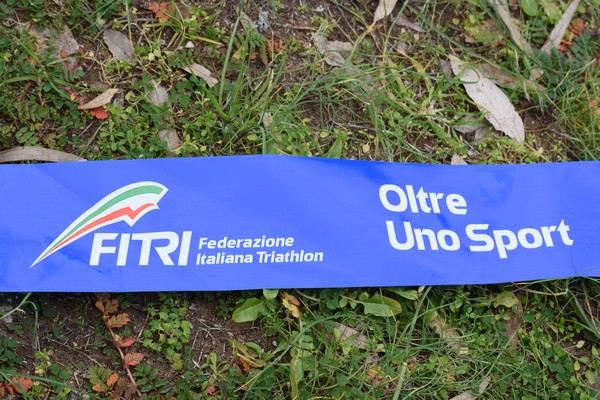 FITRI
Federazione
Italiana Triathlon
Oltre
Uno Sport